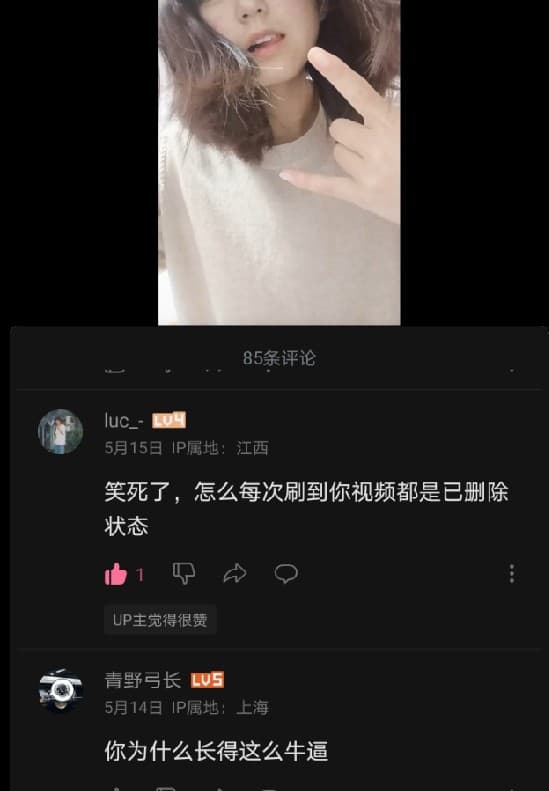 85条评论
luc_- LV4
5月15日 IP属地：江西
笑死了，怎么每次刷到你视频都是已删除
状态
1
UP主觉得很赞
青野弓长 LV5
5月14日 IP属地：上海
你为什么长得这么牛逼